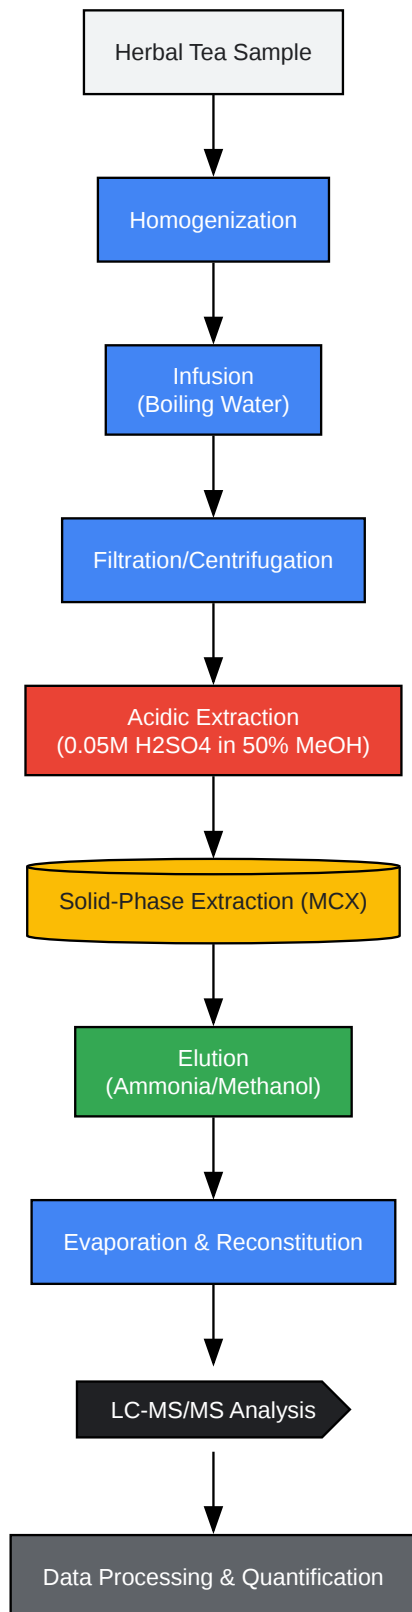 Herbal Tea Sample
Homogenization
Infusion
(Boiling Water)
Filtration/Centrifugation
Acidic Extraction
(0.05M H2SO4 in 50% MeOH)
Solid-Phase Extraction (MCX)
Elution
(Ammonia/Methanol)
Evaporation & Reconstitution
LC-MS/MS Analysis
Data Processing & Quantification